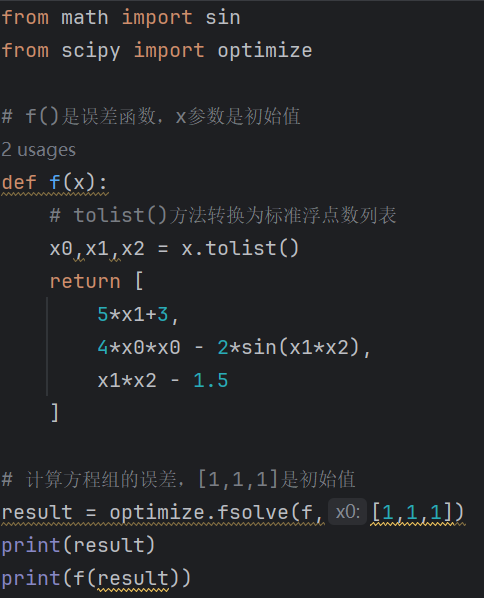 from math import sin
from scipy import optimize
# f()是误差函数，x参数是初始值
2 usages
def f(x):
    # tolist()方法转换为标准浮点数列表
    x0,x1,x2 = x.tolist()
    return [
        5*x1+3,
        4*x0*x0 - 2*sin(x1*x2),
        x1*x2 - 1.5
    ]
# 计算方程组的误差，[1,1,1]是初始值
result = optimize.fsolve(f, x0: [1,1,1])
print(result)
print(f(result))